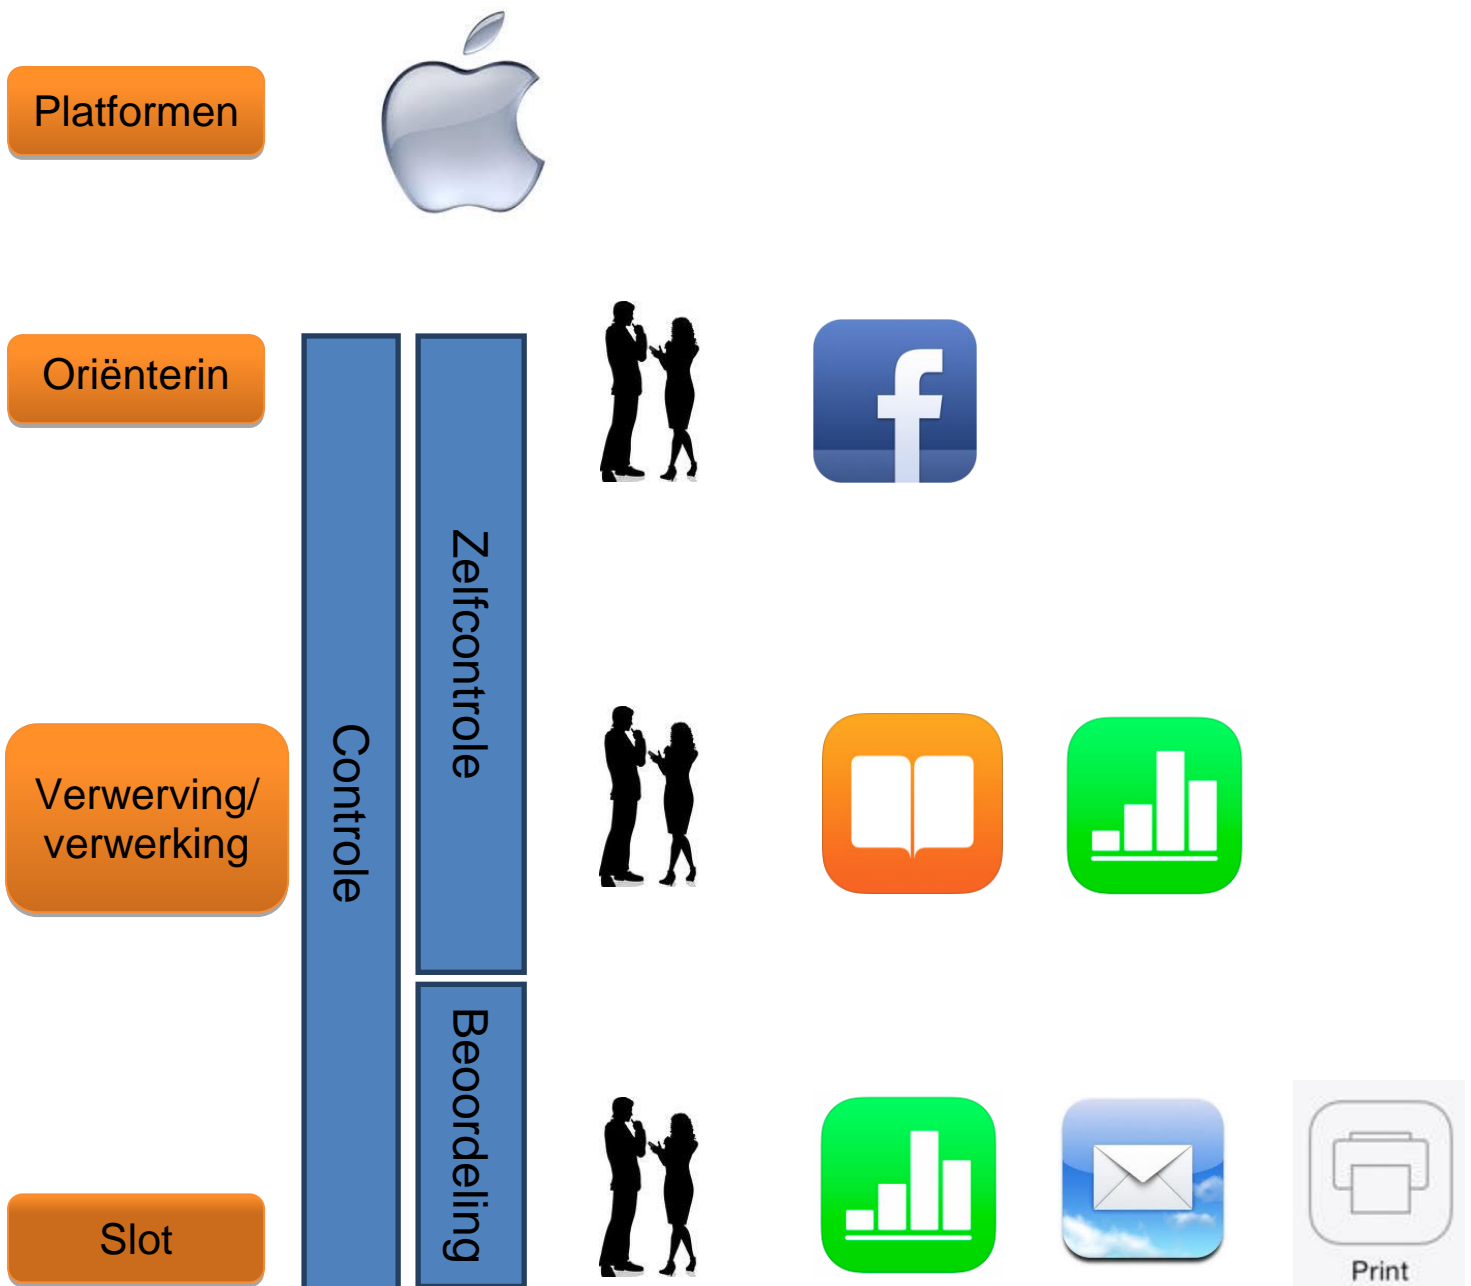 Platformen
Oriënterin
Zelfcontrole
Controle
Verwerving/
verwerking
Beoordeling
Slot
Print